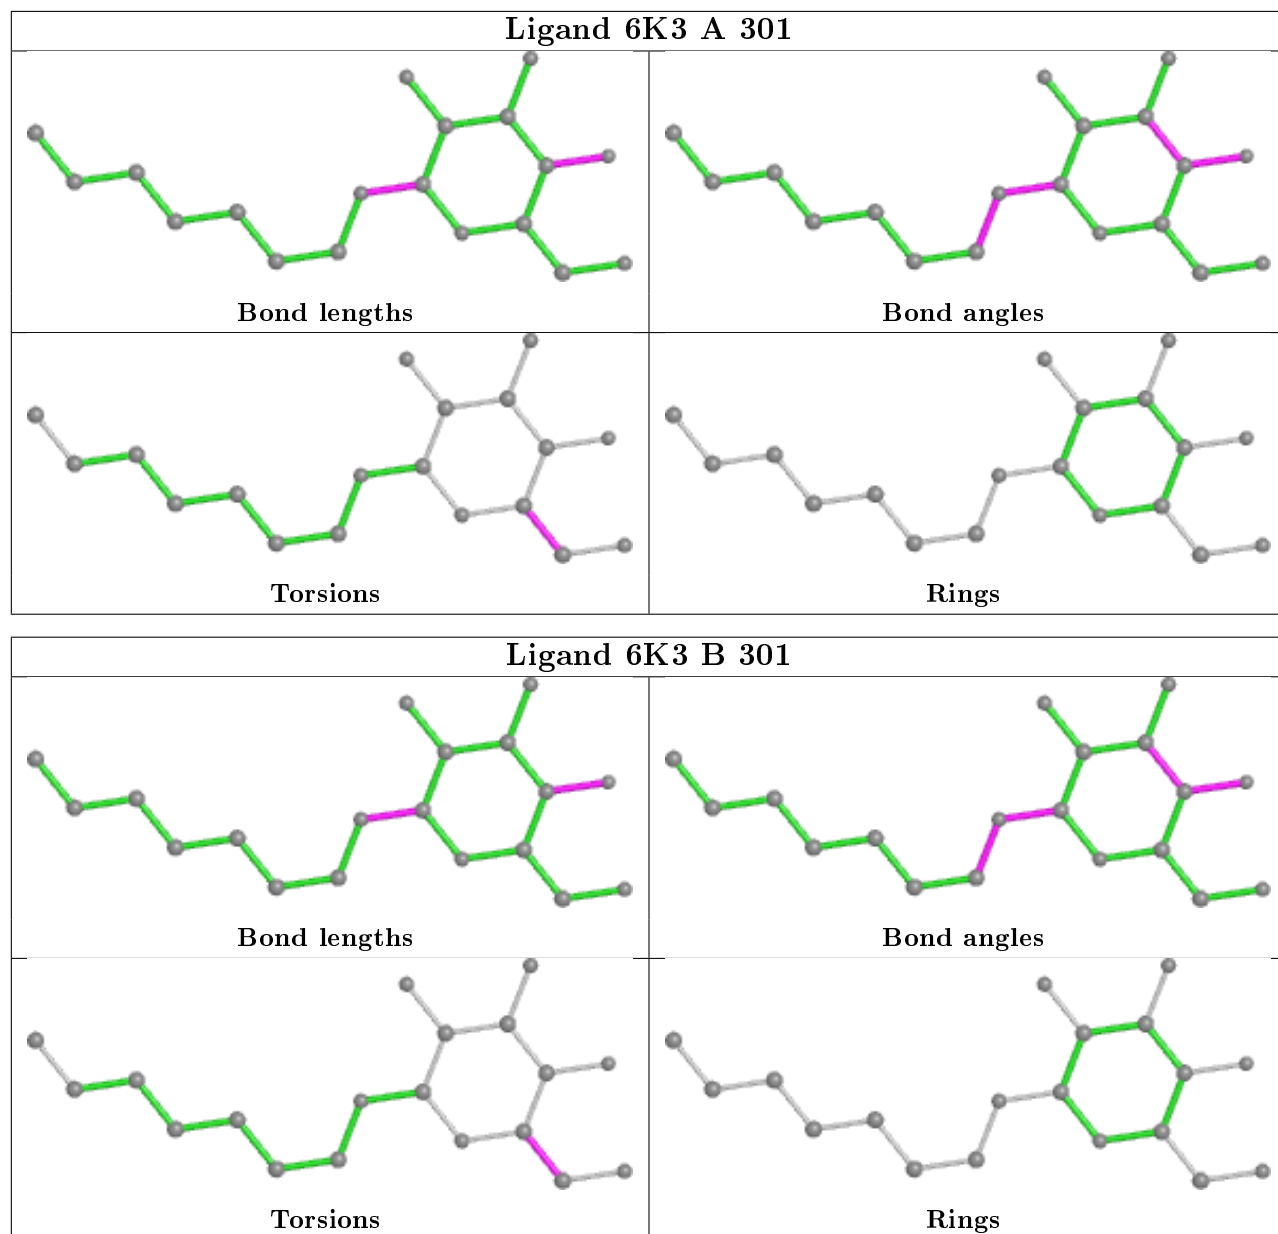 Ligand 6K3 A 301
Bond lengths
Bond angles
Torsions
Rings
Ligand 6K3 B 301
Bond lengths
Bond angles
Torsions
Rings